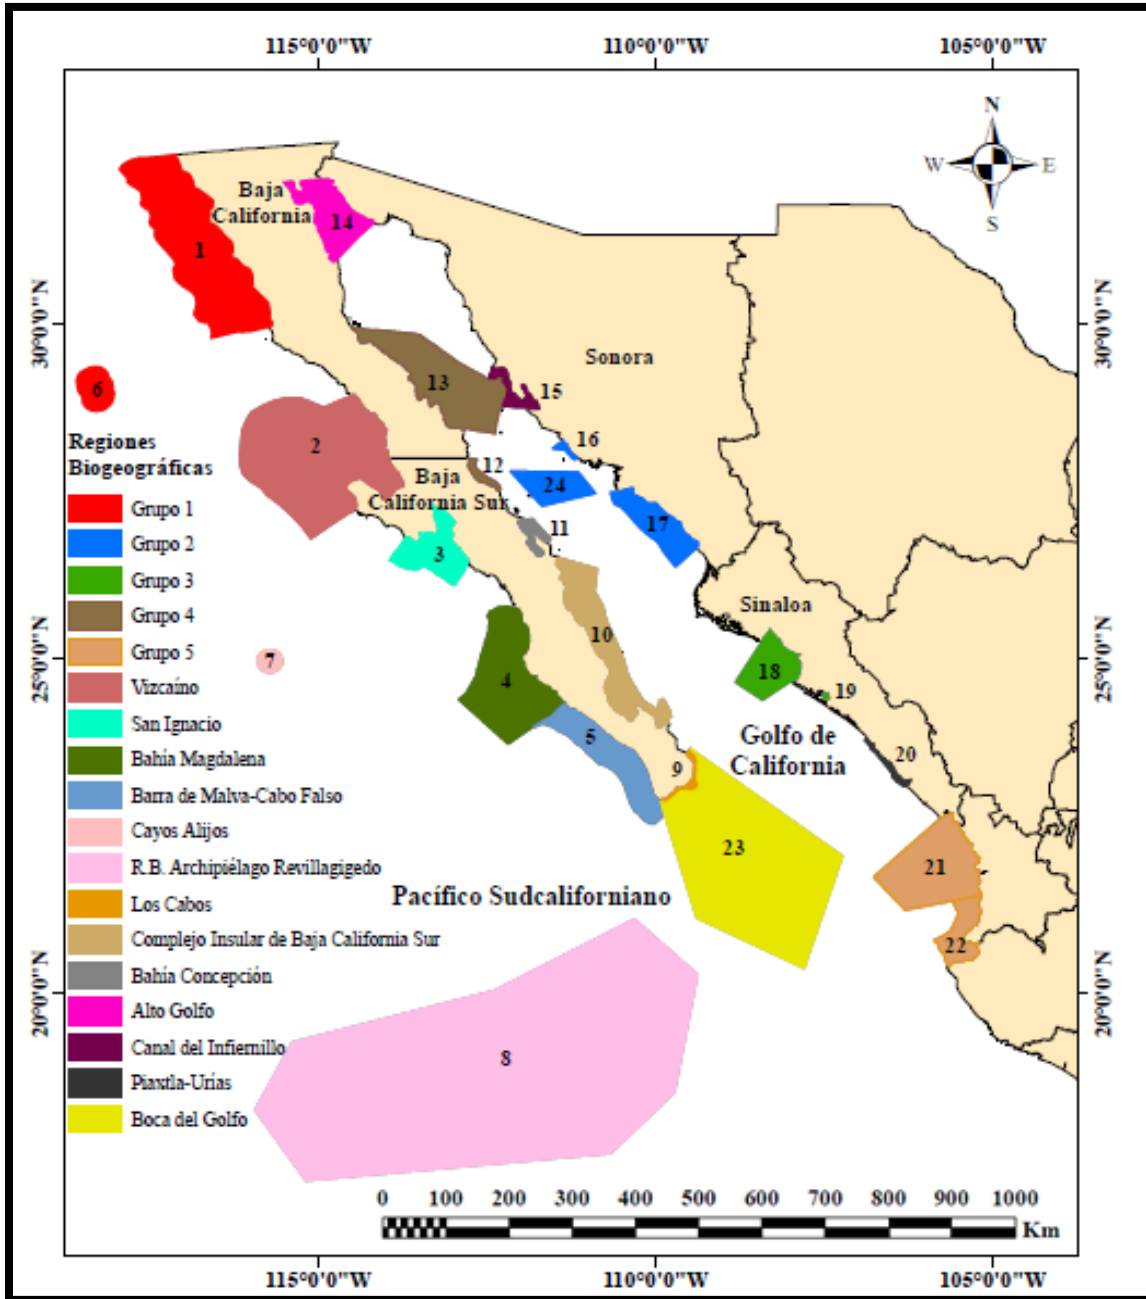 115°0'0"W
110°0'0"W
105°0'0"W
N
W
E
S
30°0'0"N
30°0'0"N
25°0'0"N
25°0'0"N
20°0'0"N
20°0'0"N
Baja
California
14
1
Sonora
13
15
6
2
16
12
24
Baja
California Sur
17
11
3
Sinaloa
10
18
7
4
19
5
Golfo de
California
20
9
23
21
22
Pacífico Sudcaliforniano
8
Regiones
Biogeográficas
Grupo 1
Grupo 2
Grupo 3
Grupo 4
Grupo 5
Vizcaíno
San Ignacio
Bahía Magdalena
Barra de Malva-Cabo Falso
Cayos Alijos
R.B. Archipiélago Revillagigedo
Los Cabos
Complejo Insular de Baja California Sur
Bahía Concepción
Alto Golfo
Canal del Infiernillo
Piaxtla-Urías
Boca del Golfo
0 100 200 300 400 500 600 700 800 900 1000
Km
115°0'0"W
110°0'0"W
105°0'0"W